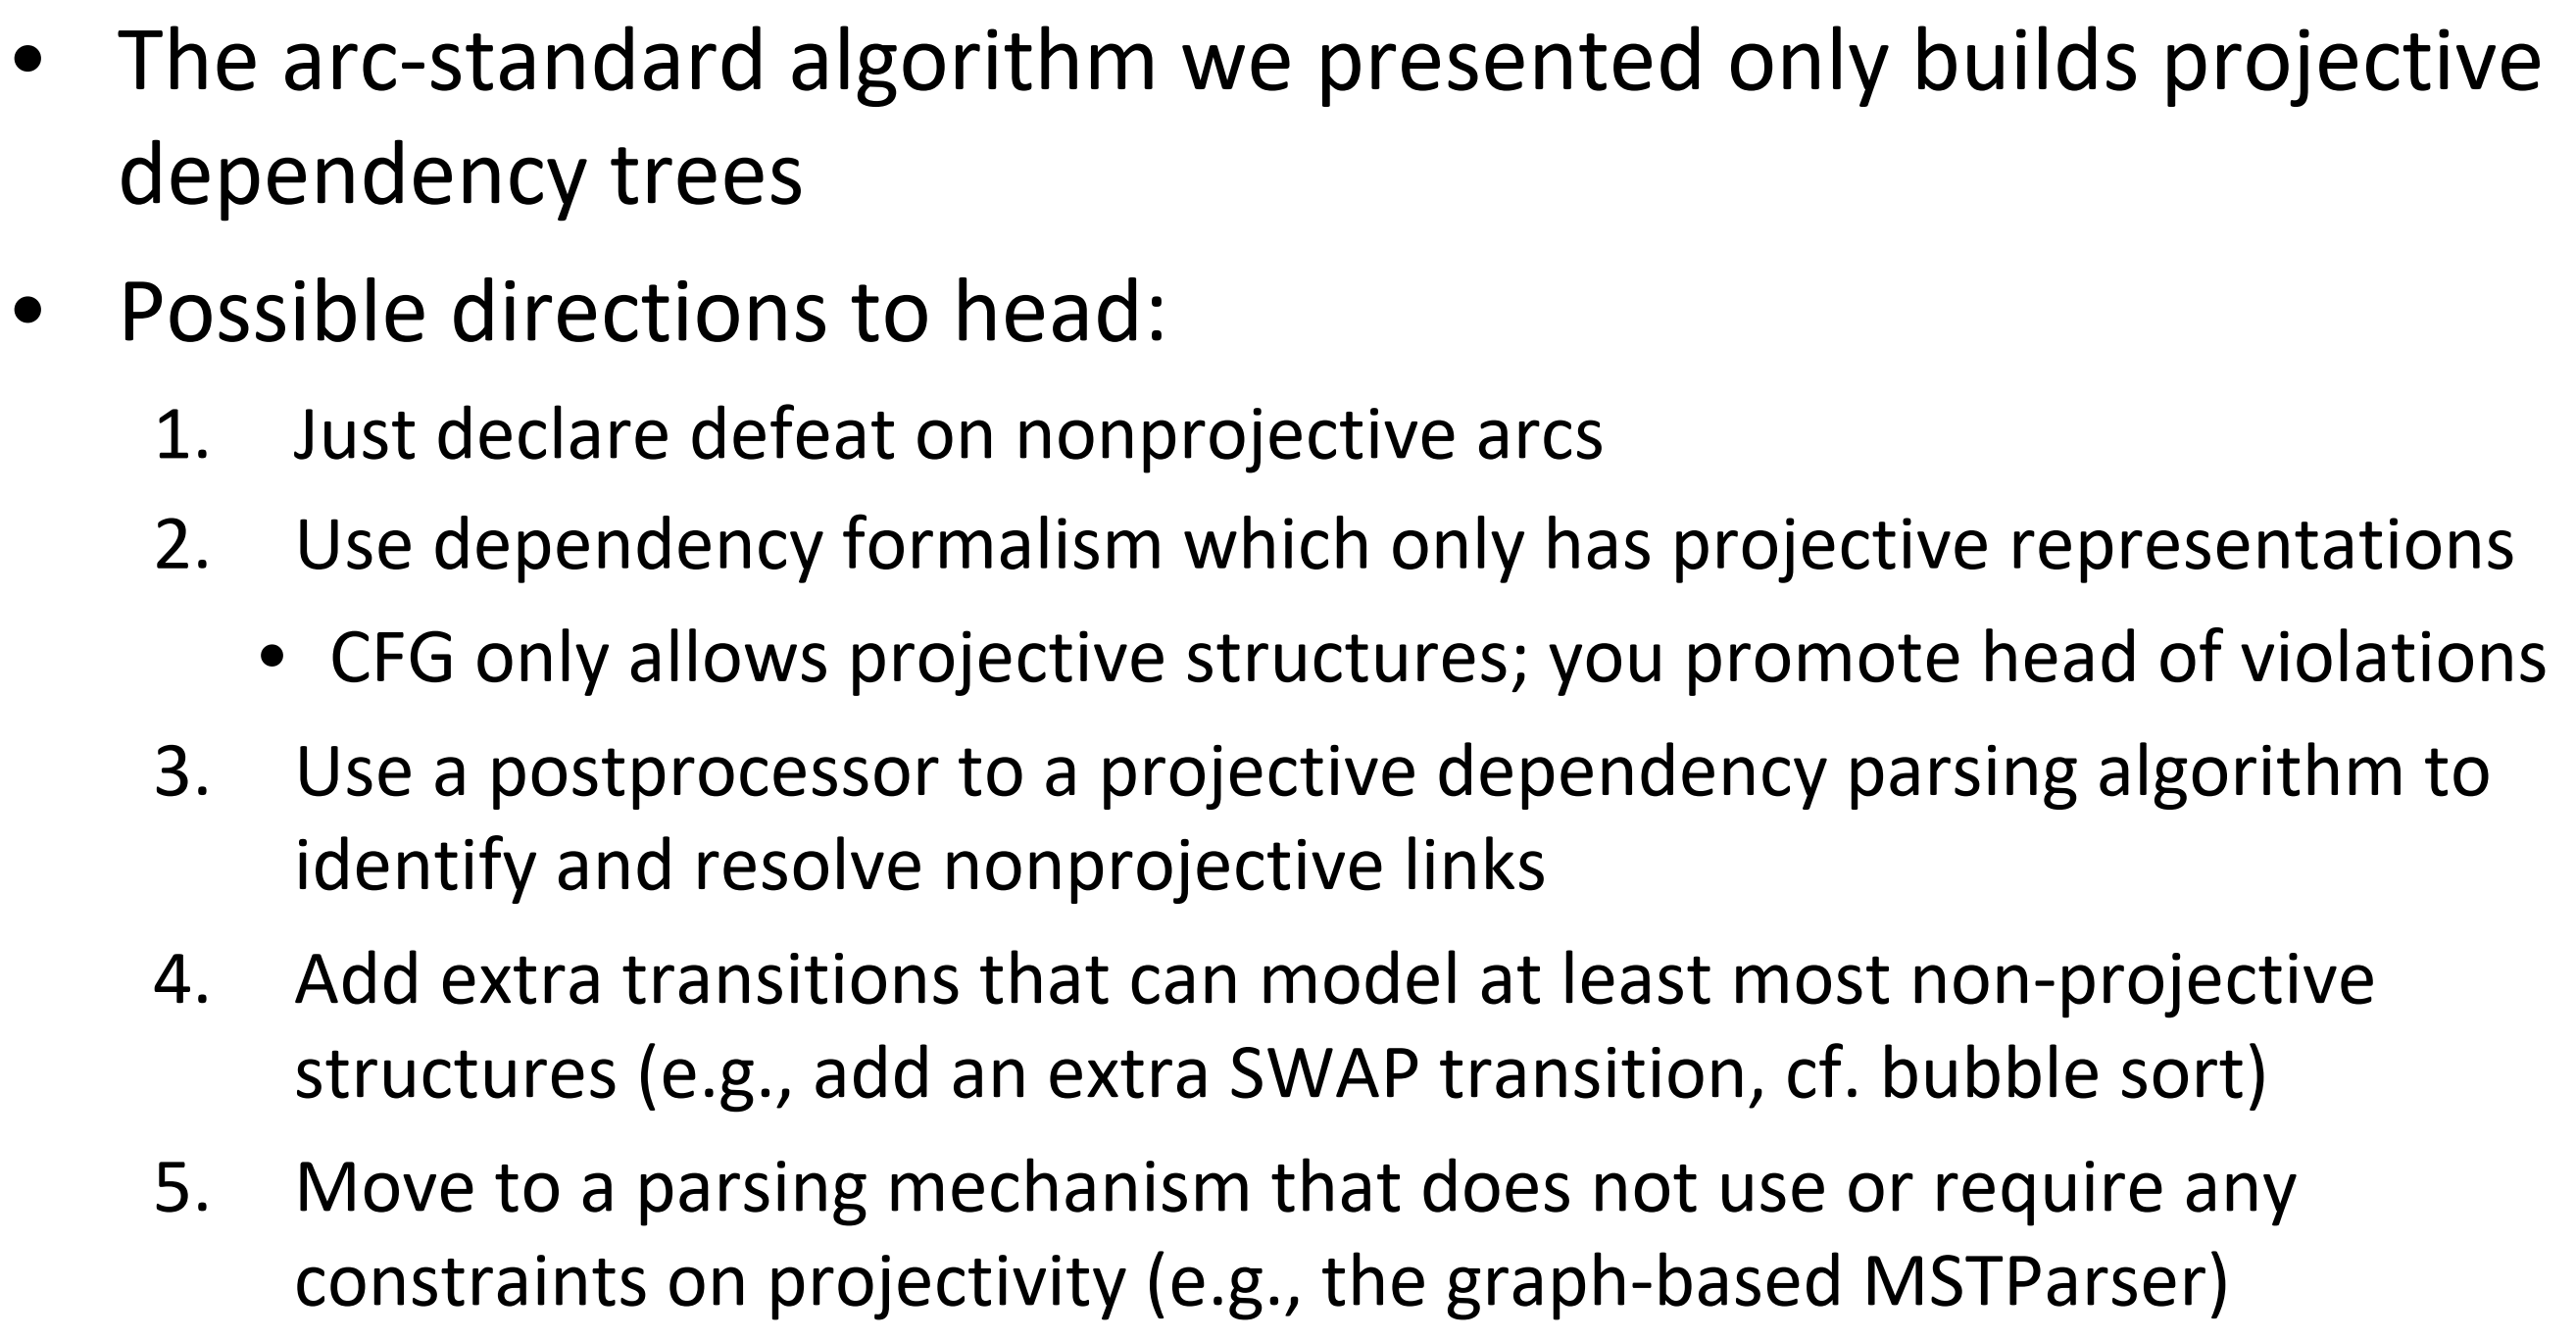 • The arc-standard algorithm we presented only builds projective
dependency trees
• Possible directions to head:
1. Just declare defeat on nonprojective arcs
2. Use dependency formalism which only has projective representations
• CFG only allows projective structures; you promote head of violations
3. Use a postprocessor to a projective dependency parsing algorithm to
identify and resolve nonprojective links
4. Add extra transitions that can model at least most non-projective
structures (e.g., add an extra SWAP transition, cf. bubble sort)
5. Move to a parsing mechanism that does not use or require any
constraints on projectivity (e.g., the graph-based MSTParser)